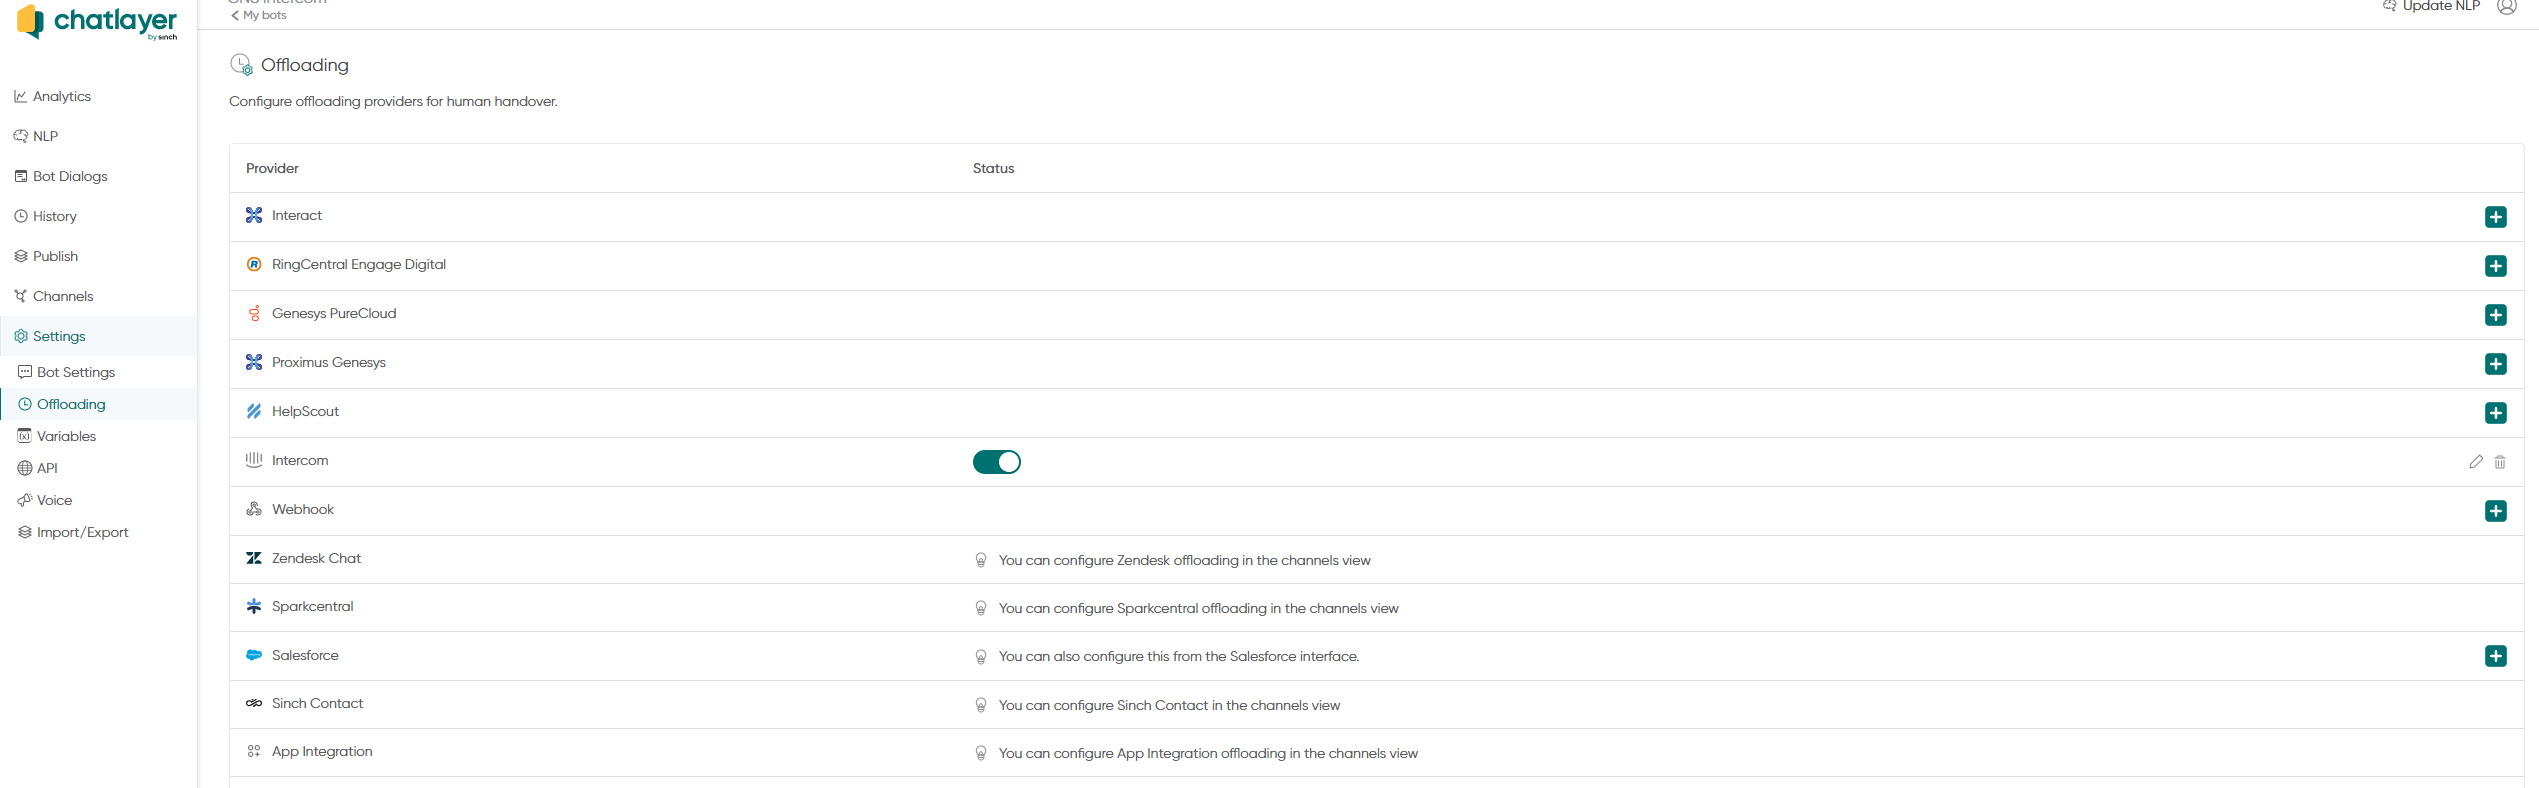 chatlayer
by sinch
Intercom
My bots
Update NLP
Analytics
NLP
Bot Dialogs
History
Publish
Channels
Settings
Bot Settings
Offloading
Variables
API
Voice
Import/Export
Offloading
Configure offloading providers for human handover.
Provider Status
Interact
RingCentral Engage Digital
Genesys PureCloud
Proximus Genesys
HelpScout
Intercom
Webhook
Zendesk Chat You can configure Zendesk offloading in the channels view
Sparkcentral You can configure Sparkcentral offloading in the channels view
Salesforce You can also configure this from the Salesforce interface.
Sinch Contact You can configure Sinch Contact in the channels view
App Integration You can configure App Integration offloading in the channels view